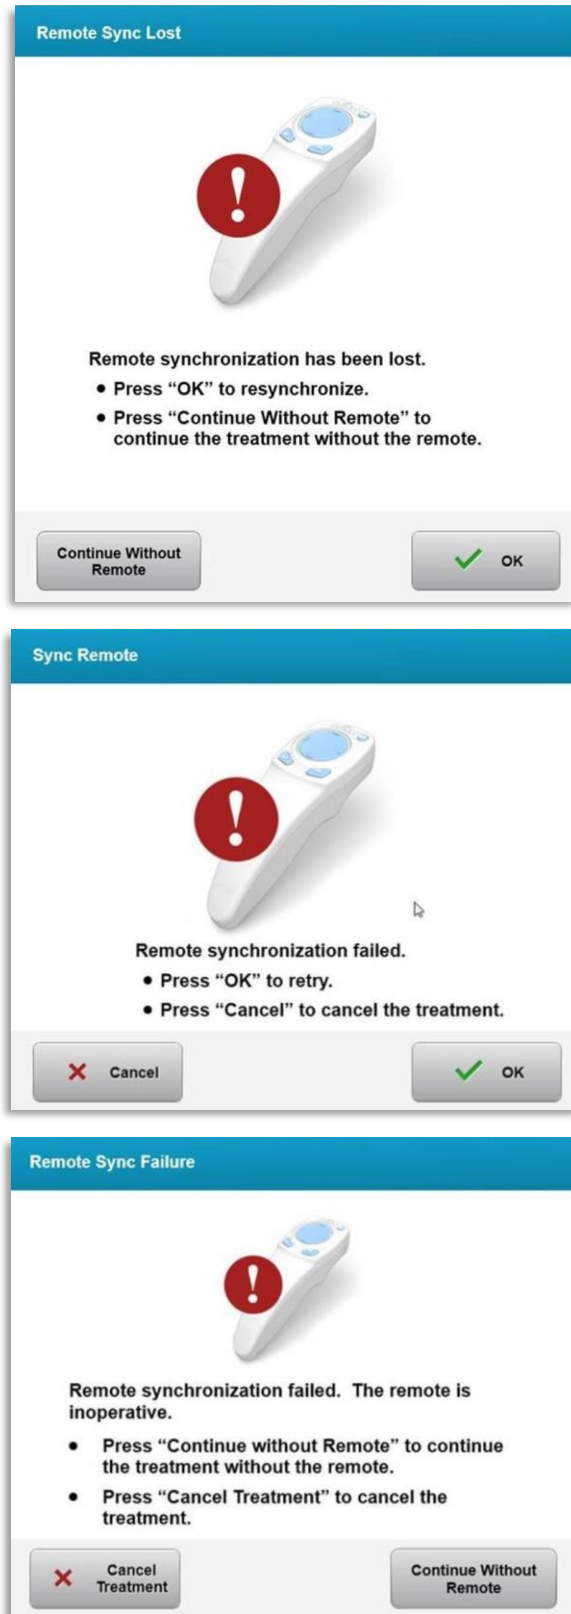 Remote Sync Lost
Remote synchronization has been lost.
• Press “OK” to resynchronize.
• Press “Continue Without Remote” to
continue the treatment without the remote.
Continue Without
Remote
OK
Sync Remote
Remote synchronization failed.
• Press “OK” to retry.
• Press “Cancel” to cancel the treatment.
Cancel
OK
Remote Sync Failure
Remote synchronization failed.  The remote is
inoperative.
• Press “Continue without Remote” to continue
the treatment without the remote.
• Press “Cancel Treatment” to cancel the
treatment.
Cancel
Treatment
Continue Without
Remote